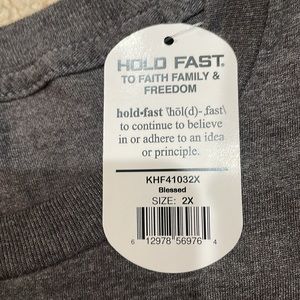 HOLD FAST.
TO FAITH FAMILY &
FREEDOM
hold-fast \'hōl(d)-ˌfast\
to continue to believe
in or adhere to an idea
or principle.
KHF41032X
Blessed
SIZE: 2X
6 12978 56976 4